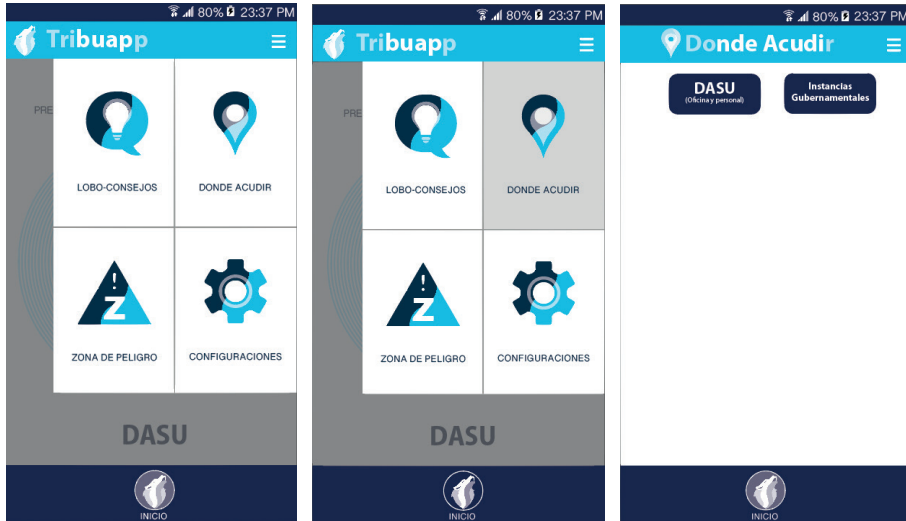 80% 23:37 PM
Tribuapp
PRE
LOBO-CONSEJOS
DONDE ACUDIR
Z
ZONA DE PELIGRO
CONFIGURACIONES
DASU
INICIO
80% 23:37 PM
Tribuapp
PRE
LOBO-CONSEJOS
DONDE ACUDIR
Z
ZONA DE PELIGRO
CONFIGURACIONES
DASU
INICIO
80% 23:37 PM
Donde Acudir
DASU
(Oficina y personal)
Instancias
Gubernamentales
INICIO